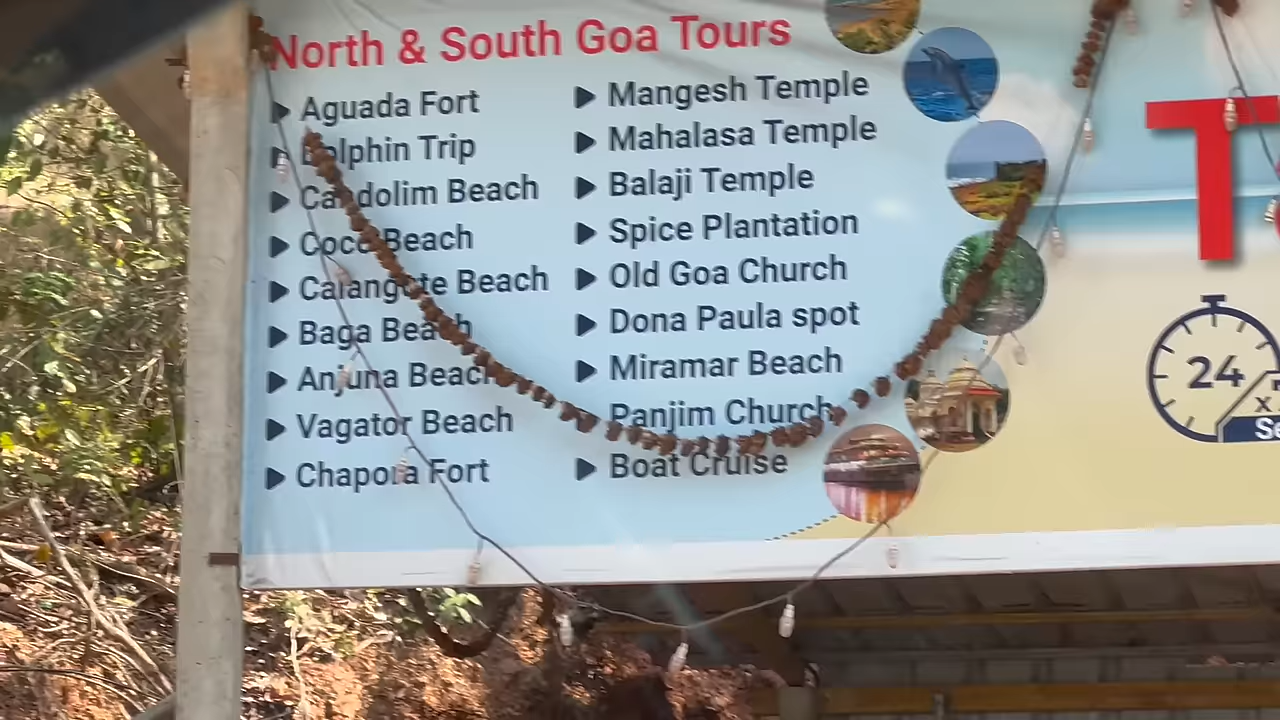 North & South Goa Tours
Aguada Fort
Dolphin Trip
Candolim Beach
Coco Beach
Calangute Beach
Baga Beach
Anjuna Beach
Vagator Beach
Chapora Fort
Mangesh Temple
Mahalasa Temple
Balaji Temple
Spice Plantation
Old Goa Church
Dona Paula spot
Miramar Beach
Panjim Church
Boat Cruise
T
24
x
Se